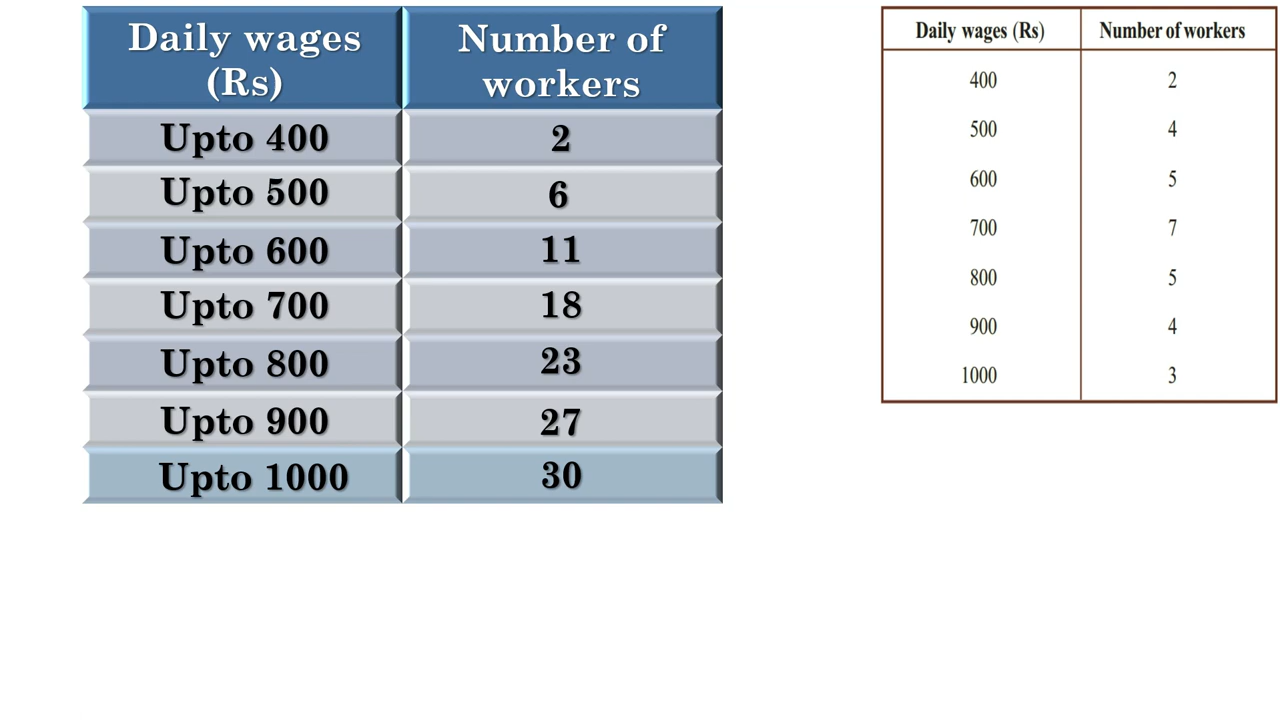 Daily wages (Rs) Number of workers
Upto 400 2
Upto 500 6
Upto 600 11
Upto 700 18
Upto 800 23
Upto 900 27
Upto 1000 30
Daily wages (Rs) Number of workers
400 2
500 4
600 5
700 7
800 5
900 4
1000 3